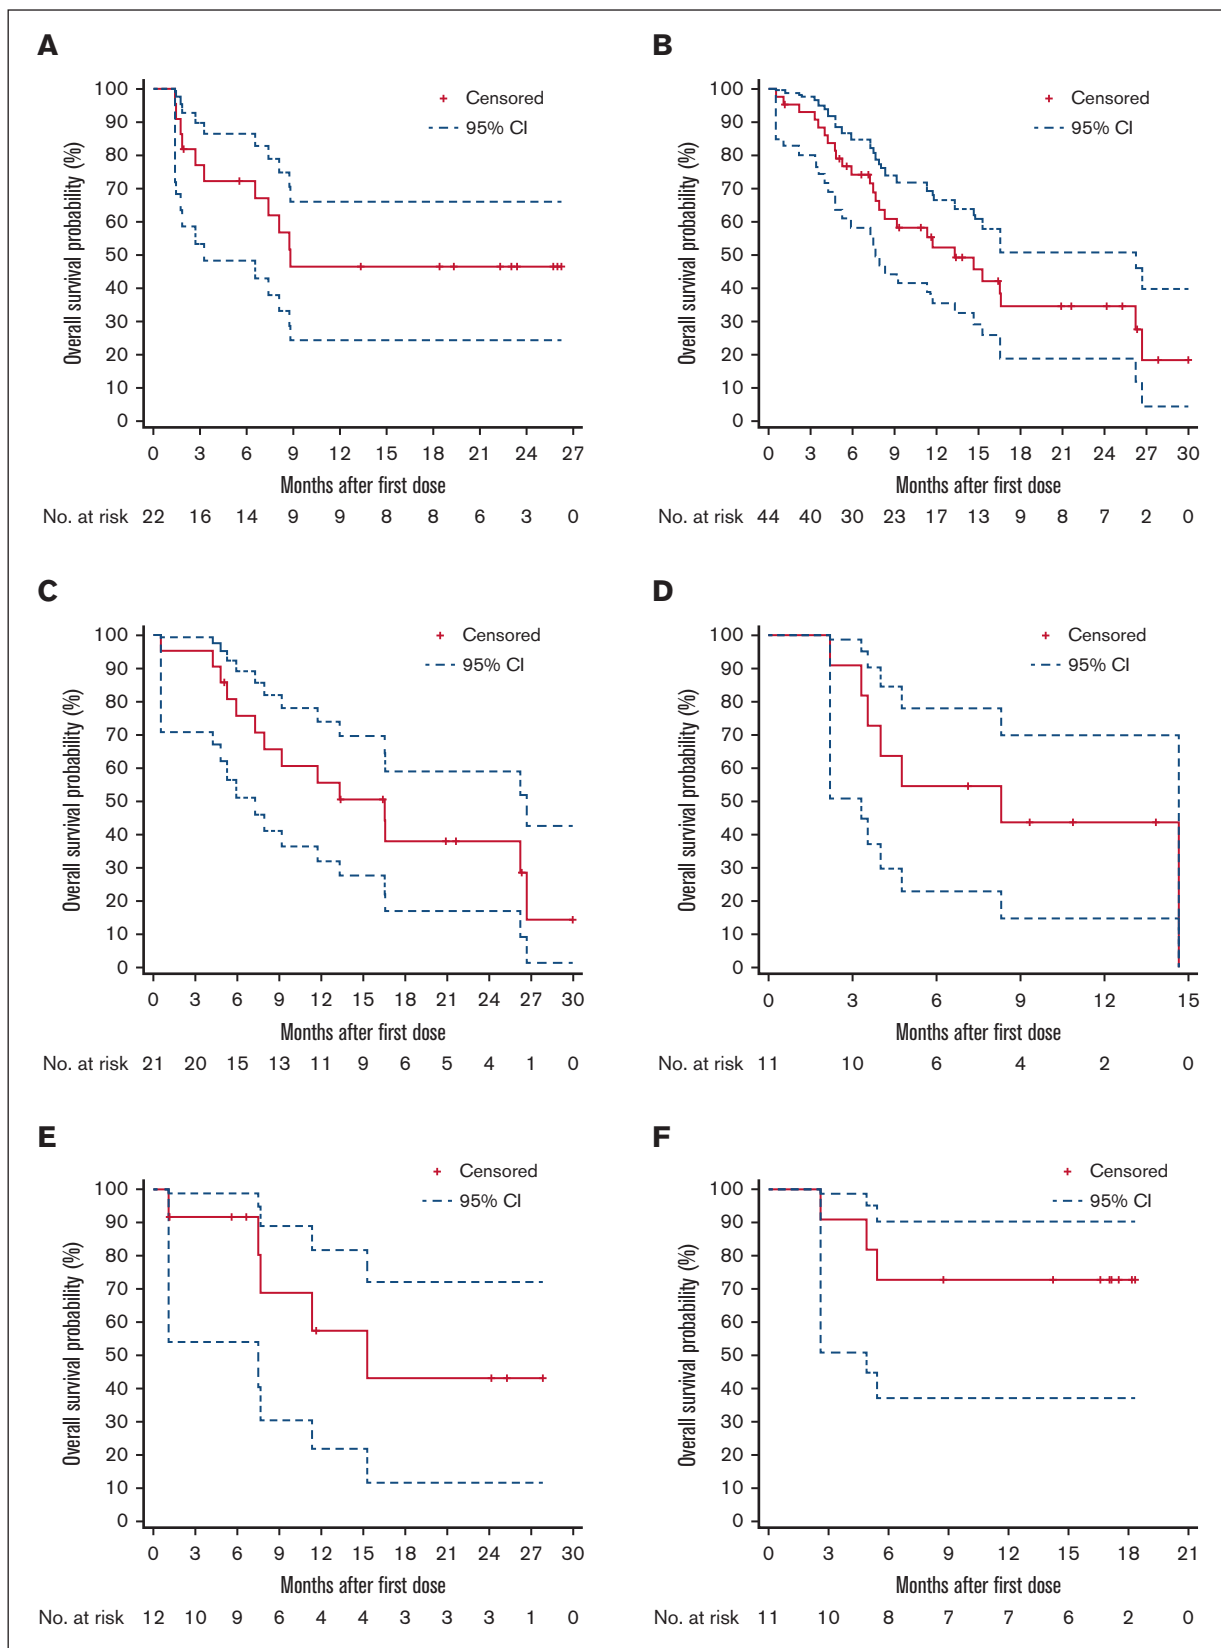 A
Overall survival probability (%)
100
90
80
70
60
50
40
30
20
10
0
Censored
95% CI
0 3 6 9 12 15 18 21 24 27
Months after first dose
No. at risk 22 16 14 9 9 8 8 6 3 0
B
Overall survival probability (%)
100
90
80
70
60
50
40
30
20
10
0
Censored
95% CI
0 3 6 9 12 15 18 21 24 27 30
Months after first dose
No. at risk 44 40 30 23 17 13 9 8 7 2 0
C
Overall survival probability (%)
100
90
80
70
60
50
40
30
20
10
0
Censored
95% CI
0 3 6 9 12 15 18 21 24 27 30
Months after first dose
No. at risk 21 20 15 13 11 9 6 5 4 1 0
D
Overall survival probability (%)
100
90
80
70
60
50
40
30
20
10
0
Censored
95% CI
0 3 6 9 12 15
Months after first dose
No. at risk 11 10 6 4 2 0
E
Overall survival probability (%)
100
90
80
70
60
50
40
30
20
10
0
Censored
95% CI
0 3 6 9 12 15 18 21 24 27 30
Months after first dose
No. at risk 12 10 9 6 4 4 3 3 3 1 0
F
Overall survival probability (%)
100
90
80
70
60
50
40
30
20
10
0
Censored
95% CI
0 3 6 9 12 15 18 21
Months after first dose
No. at risk 11 10 8 7 7 6 2 0